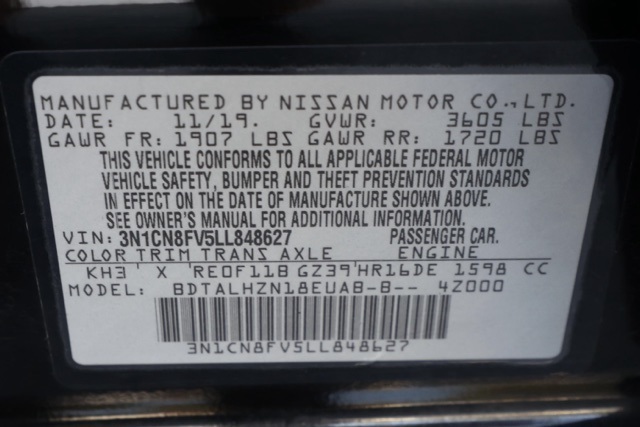 MANUFACTURED BY NISSAN MOTOR CO., LTD.
DATE: 11/19. GVWR: 3605 LBS
GAWR FR: 1907 LBS GAWR RR: 1720 LBS
THIS VEHICLE CONFORMS TO ALL APPLICABLE FEDERAL MOTOR
VEHICLE SAFETY, BUMPER AND THEFT PREVENTION STANDARDS
IN EFFECT ON THE DATE OF MANUFACTURE SHOWN ABOVE.
SEE OWNER'S MANUAL FOR ADDITIONAL INFORMATION.
VIN: 3N1CN8FV5LL848627 PASSENGER CAR.
COLOR TRIM TRANS AXLE ENGINE
KH3 X RE0F11B GZ39 HR16DE 1598 CC
MODEL: BDTALHZN18EUAB-B-- 4Z000
3N1CN8FV5LL848627